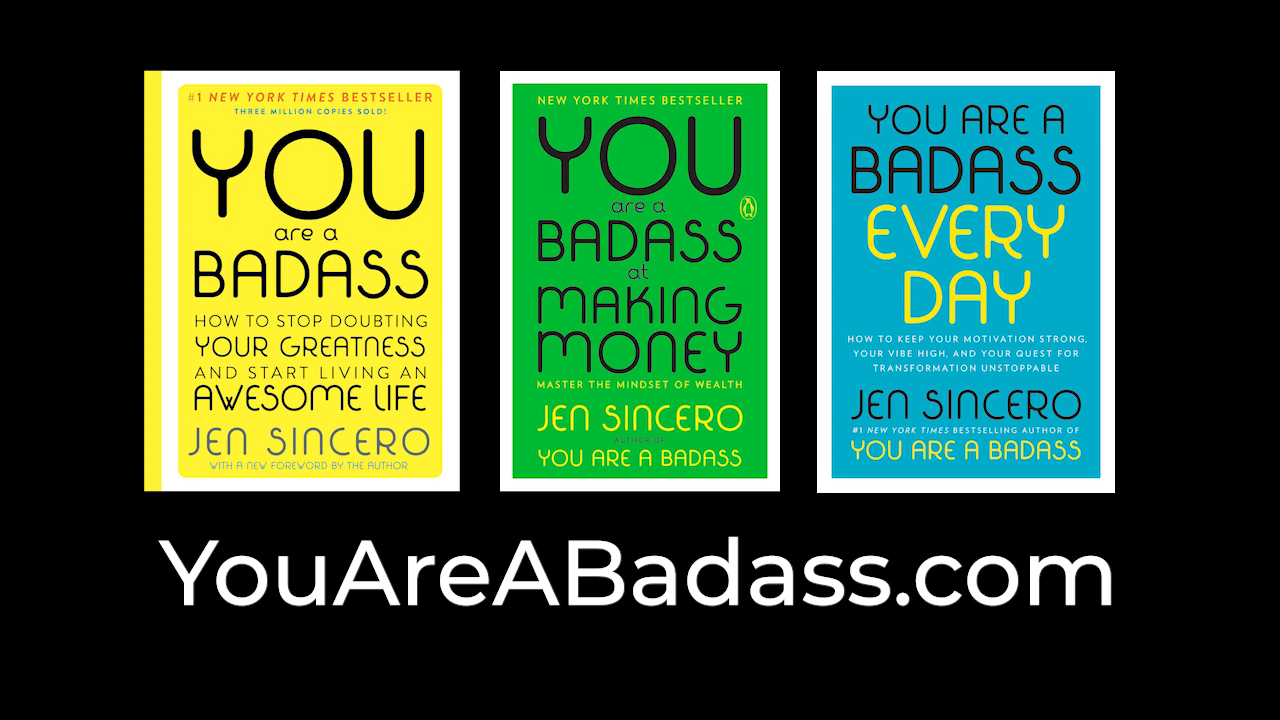 #1 NEW YORK TIMES BESTSELLER
THREE MILLION COPIES SOLD!
YOU
are a
BADASS
HOW TO STOP DOUBTING
YOUR GREATNESS
AND START LIVING AN
AWESOME LIFE
JEN SINCERO
WITH A NEW FOREWORD BY THE AUTHOR
NEW YORK TIMES BESTSELLER
YOU
are a
BADASS
at
MAKING
MONEY
MASTER THE MINDSET OF WEALTH
JEN SINCERO
AUTHOR OF
YOU ARE A BADASS
YOU ARE A
BADASS
EVERY
DAY
HOW TO KEEP YOUR MOTIVATION STRONG,
YOUR VIBE HIGH, AND YOUR QUEST FOR
TRANSFORMATION UNSTOPPABLE
JEN SINCERO
#1 NEW YORK TIMES BESTSELLING AUTHOR OF
YOU ARE A BADASS
YouAreABadass.com